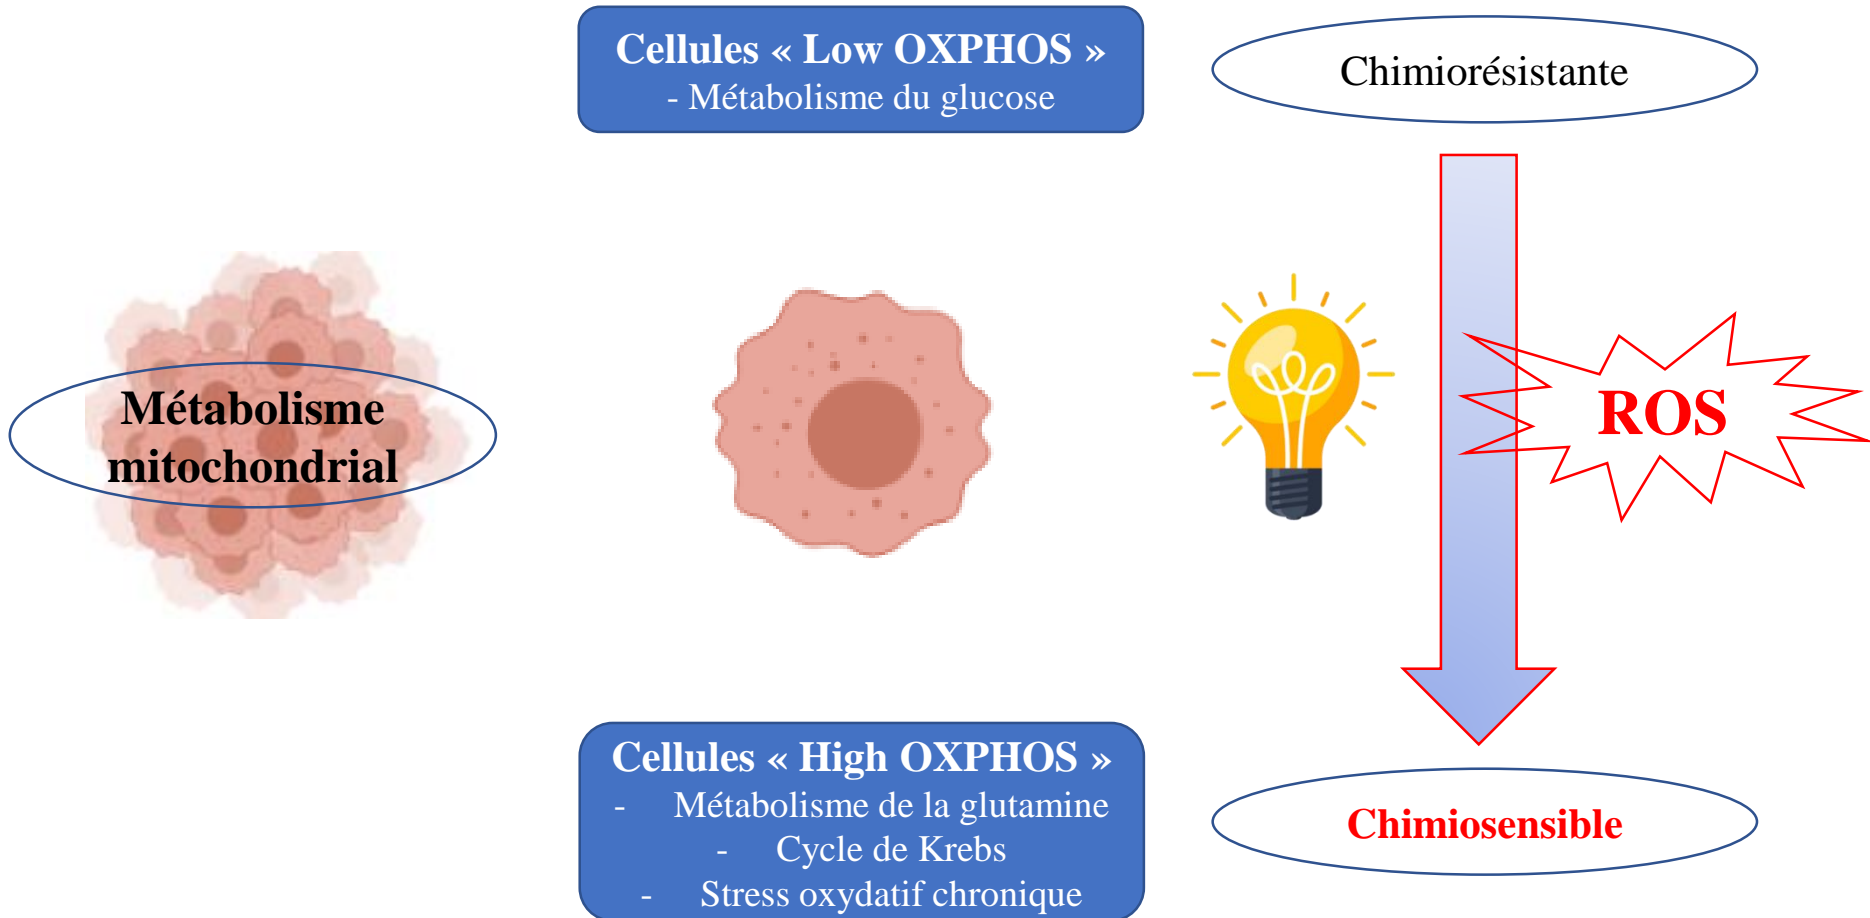 Cellules « Low OXPHOS »
- Métabolisme du glucose
Chimiorésistante
Métabolisme
mitochondrial
ROS
Cellules « High OXPHOS »
- Métabolisme de la glutamine
- Cycle de Krebs
- Stress oxydatif chronique
Chimiosensible